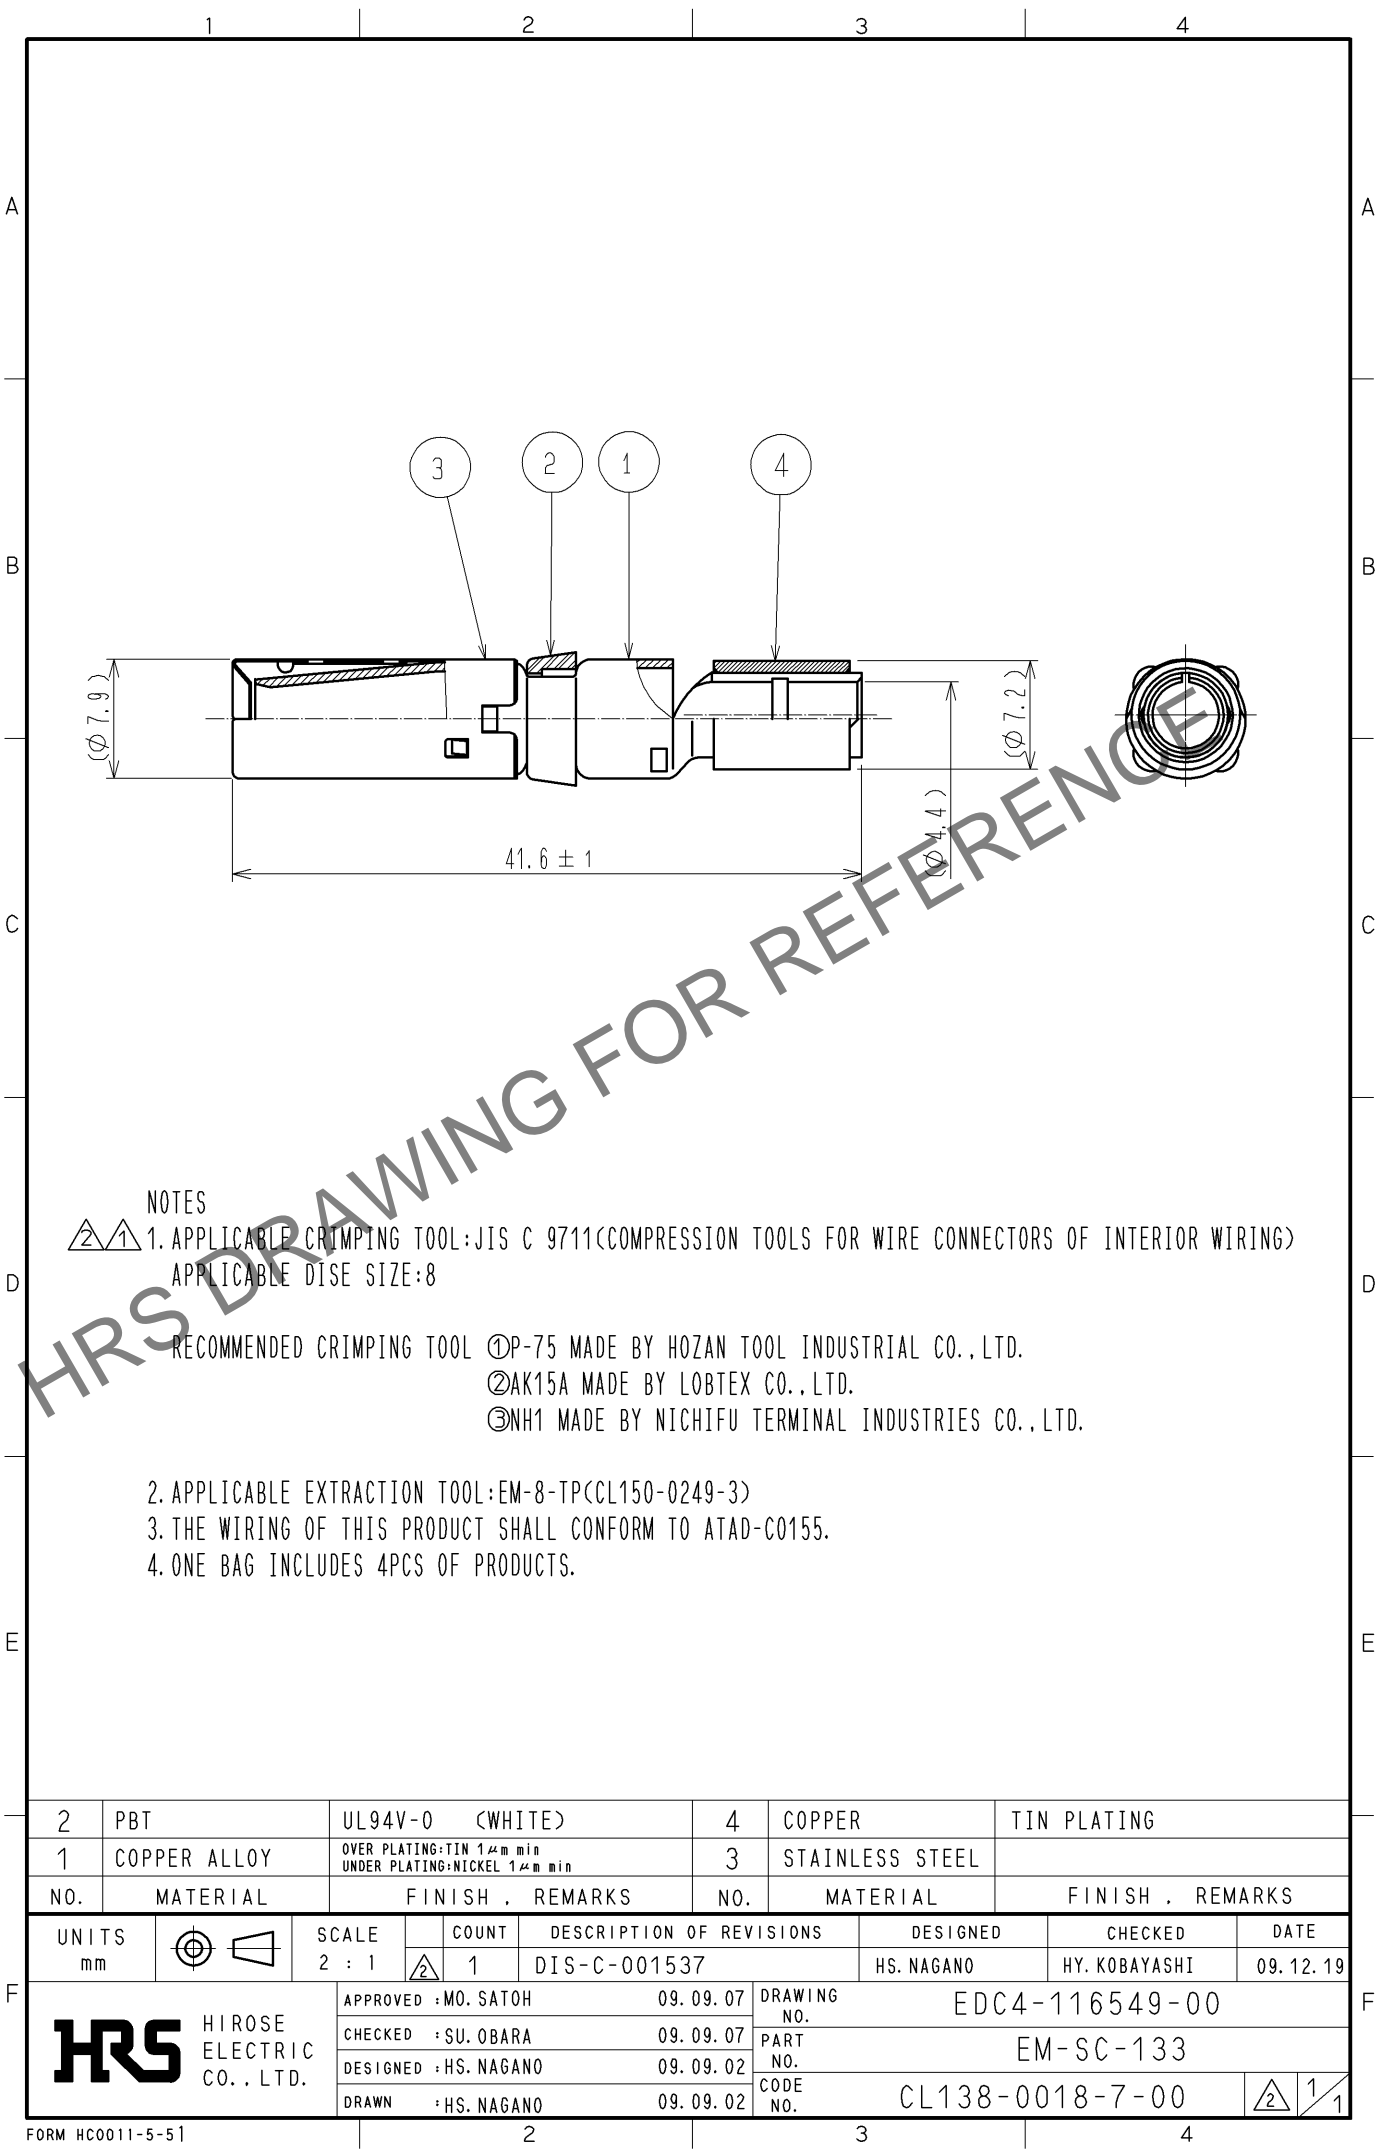 1 2 3 4
A A
3 2 1 4
B B
(Ø7.9) (Ø7.2)
(Ø4.4)
41.6±1
C C
HRS DRAWING FOR REFERENCE
NOTES
2 1 1. APPLICABLE CRIMPING TOOL:JIS C 9711(COMPRESSION TOOLS FOR WIRE CONNECTORS OF INTERIOR WIRING)
APPLICABLE DISE SIZE:8
D D
RECOMMENDED CRIMPING TOOL ①P-75 MADE BY HOZAN TOOL INDUSTRIAL CO.,LTD.
②AK15A MADE BY LOBTEX CO.,LTD.
③NH1 MADE BY NICHIFU TERMINAL INDUSTRIES CO.,LTD.
2. APPLICABLE EXTRACTION TOOL:EM-8-TP(CL150-0249-3)
3. THE WIRING OF THIS PRODUCT SHALL CONFORM TO ATAD-C0155.
4. ONE BAG INCLUDES 4PCS OF PRODUCTS.
E E
2 PBT UL94V-0 (WHITE) 4 COPPER TIN PLATING
1 COPPER ALLOY OVER PLATING:TIN 1μm min
UNDER PLATING:NICKEL 1μm min 3 STAINLESS STEEL
NO. MATERIAL FINISH , REMARKS NO. MATERIAL FINISH , REMARKS
UNITS
mm
SCALE
2 : 1
COUNT DESCRIPTION OF REVISIONS DESIGNED CHECKED DATE
2 1 DIS-C-001537 HS.NAGANO HY.KOBAYASHI 09.12.19
F F
HRS HIROSE
ELECTRIC
CO.,LTD.
APPROVED :MO.SATOH 09.09.07
CHECKED :SU.OBARA 09.09.07
DESIGNED :HS.NAGANO 09.09.02
DRAWN :HS.NAGANO 09.09.02
DRAWING
NO. EDC4-116549-00
PART
NO. EM-SC-133
CODE
NO. CL138-0018-7-00 2 1/1
FORM HC0011-5-5 1 2 3 4